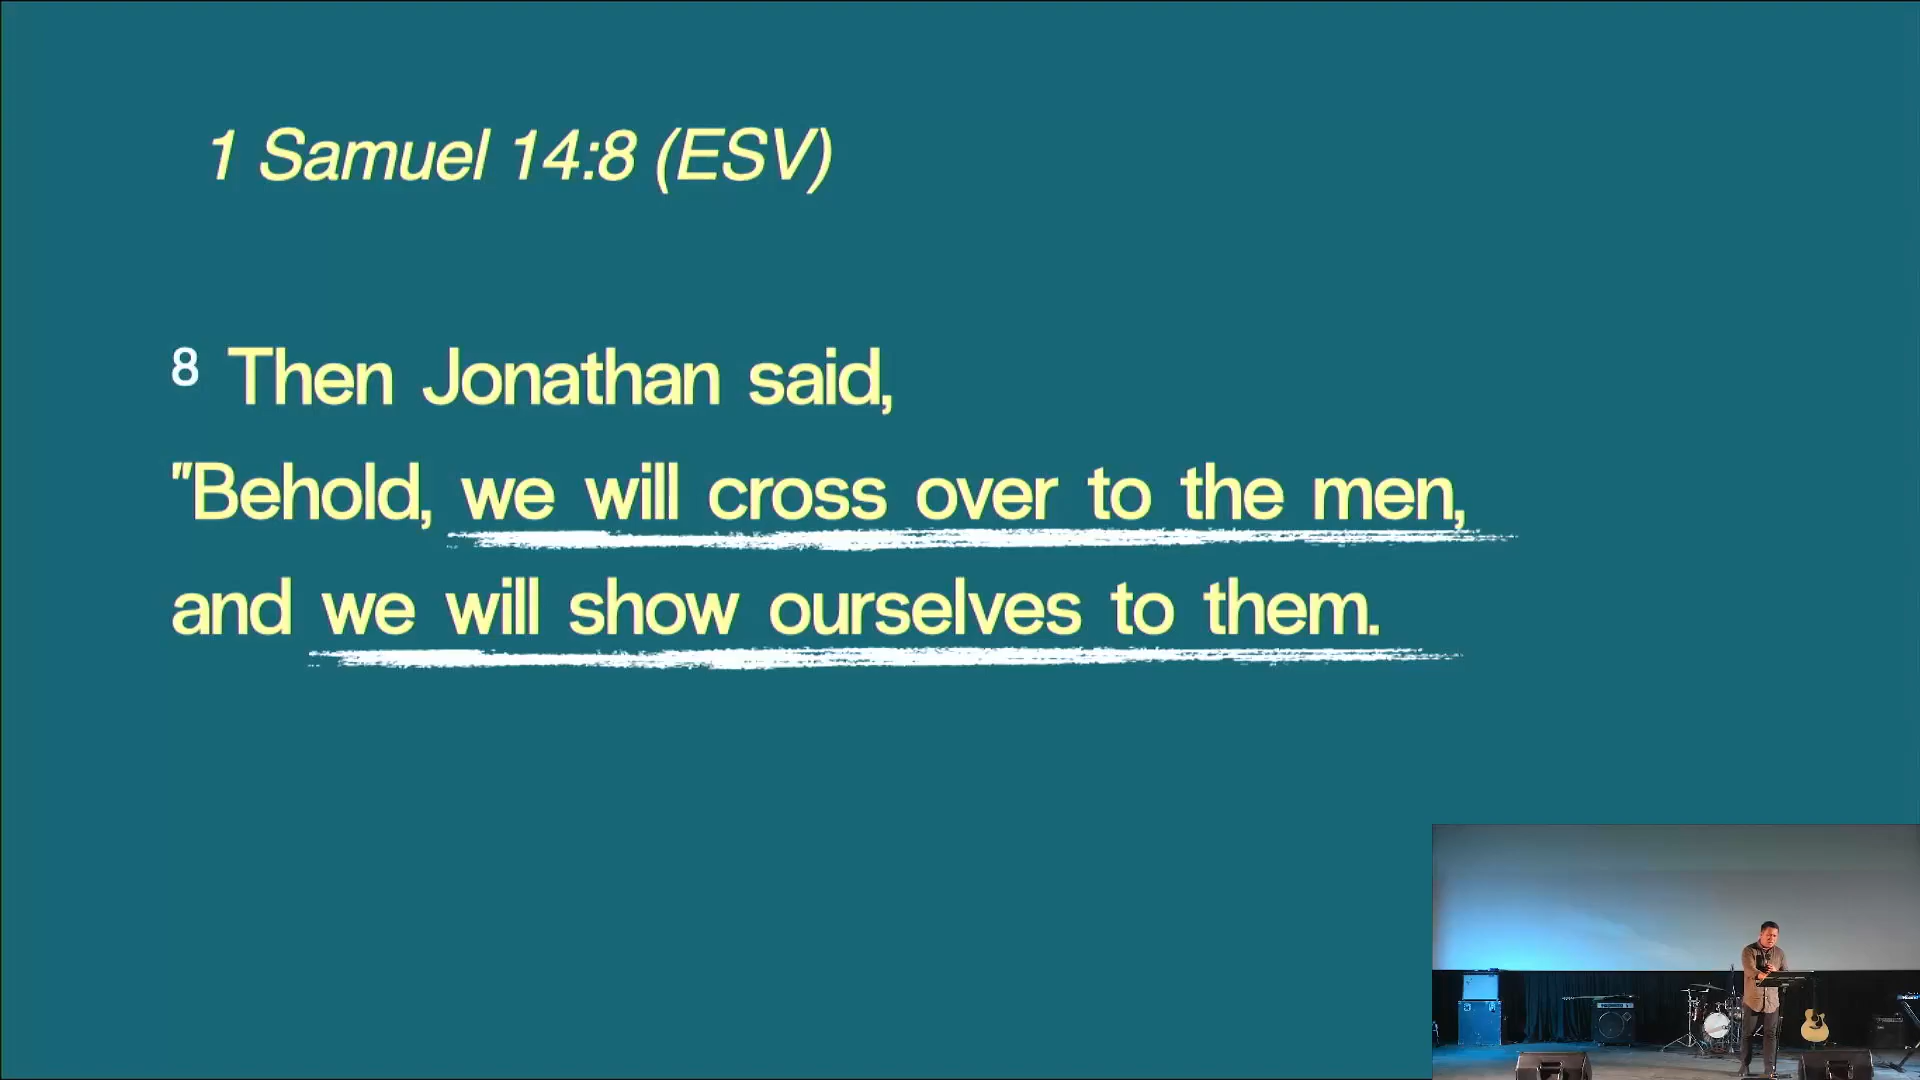 1 Samuel 14:8 (ESV)
8 Then Jonathan said,
"Behold, we will cross over to the men,
and we will show ourselves to them.